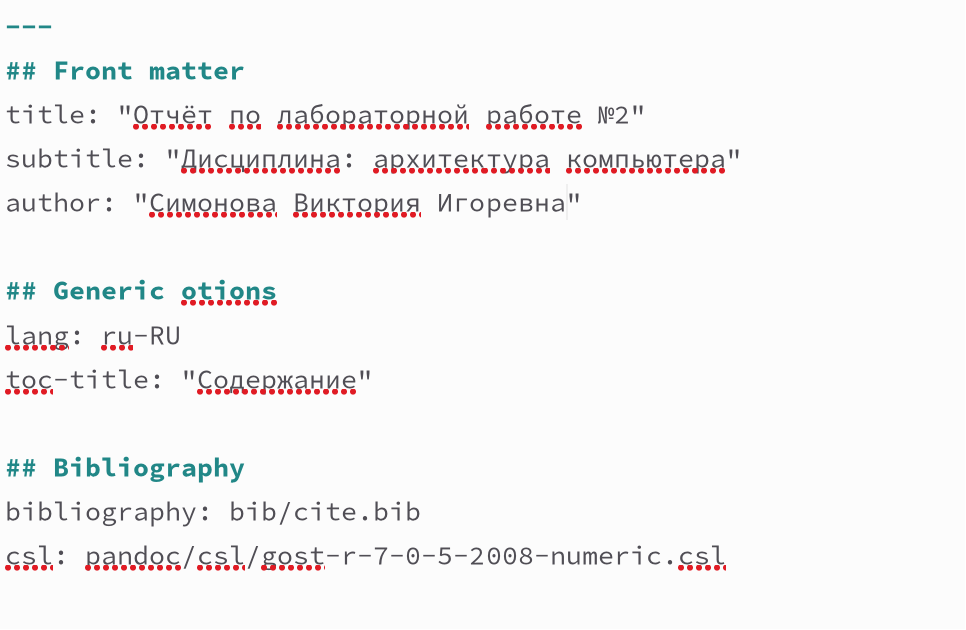 ---
## Front matter
title: "Отчёт по лабораторной работе №2"
subtitle: "Дисциплина: архитектура компьютера"
author: "Симонова Виктория Игоревна"
## Generic otions
lang: ru-RU
toc-title: "Содержание"
## Bibliography
bibliography: bib/cite.bib
csl: pandoc/csl/gost-r-7-0-5-2008-numeric.csl